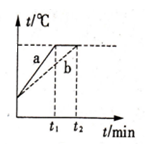 t/℃
a
b
t₁ t₂ t/min